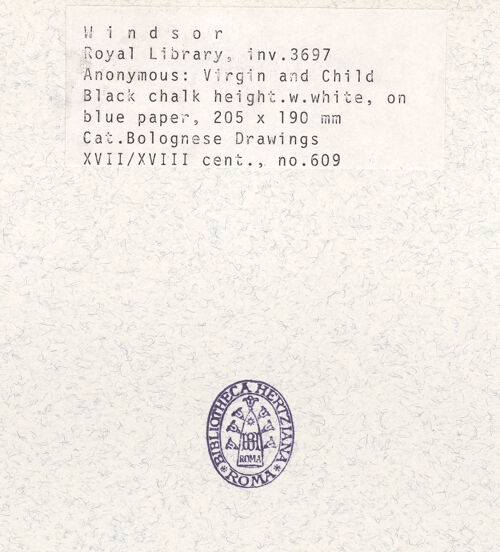 W i n d s o r
Royal Library, inv.3697
Anonymous: Virgin and Child
Black chalk height.w.white, on
blue paper, 205 x 190 mm
Cat.Bolognese Drawings
XVII/XVIII cent., no.609
BIBLIOTHECA HERTZIANA
ROMA
* ROMA *